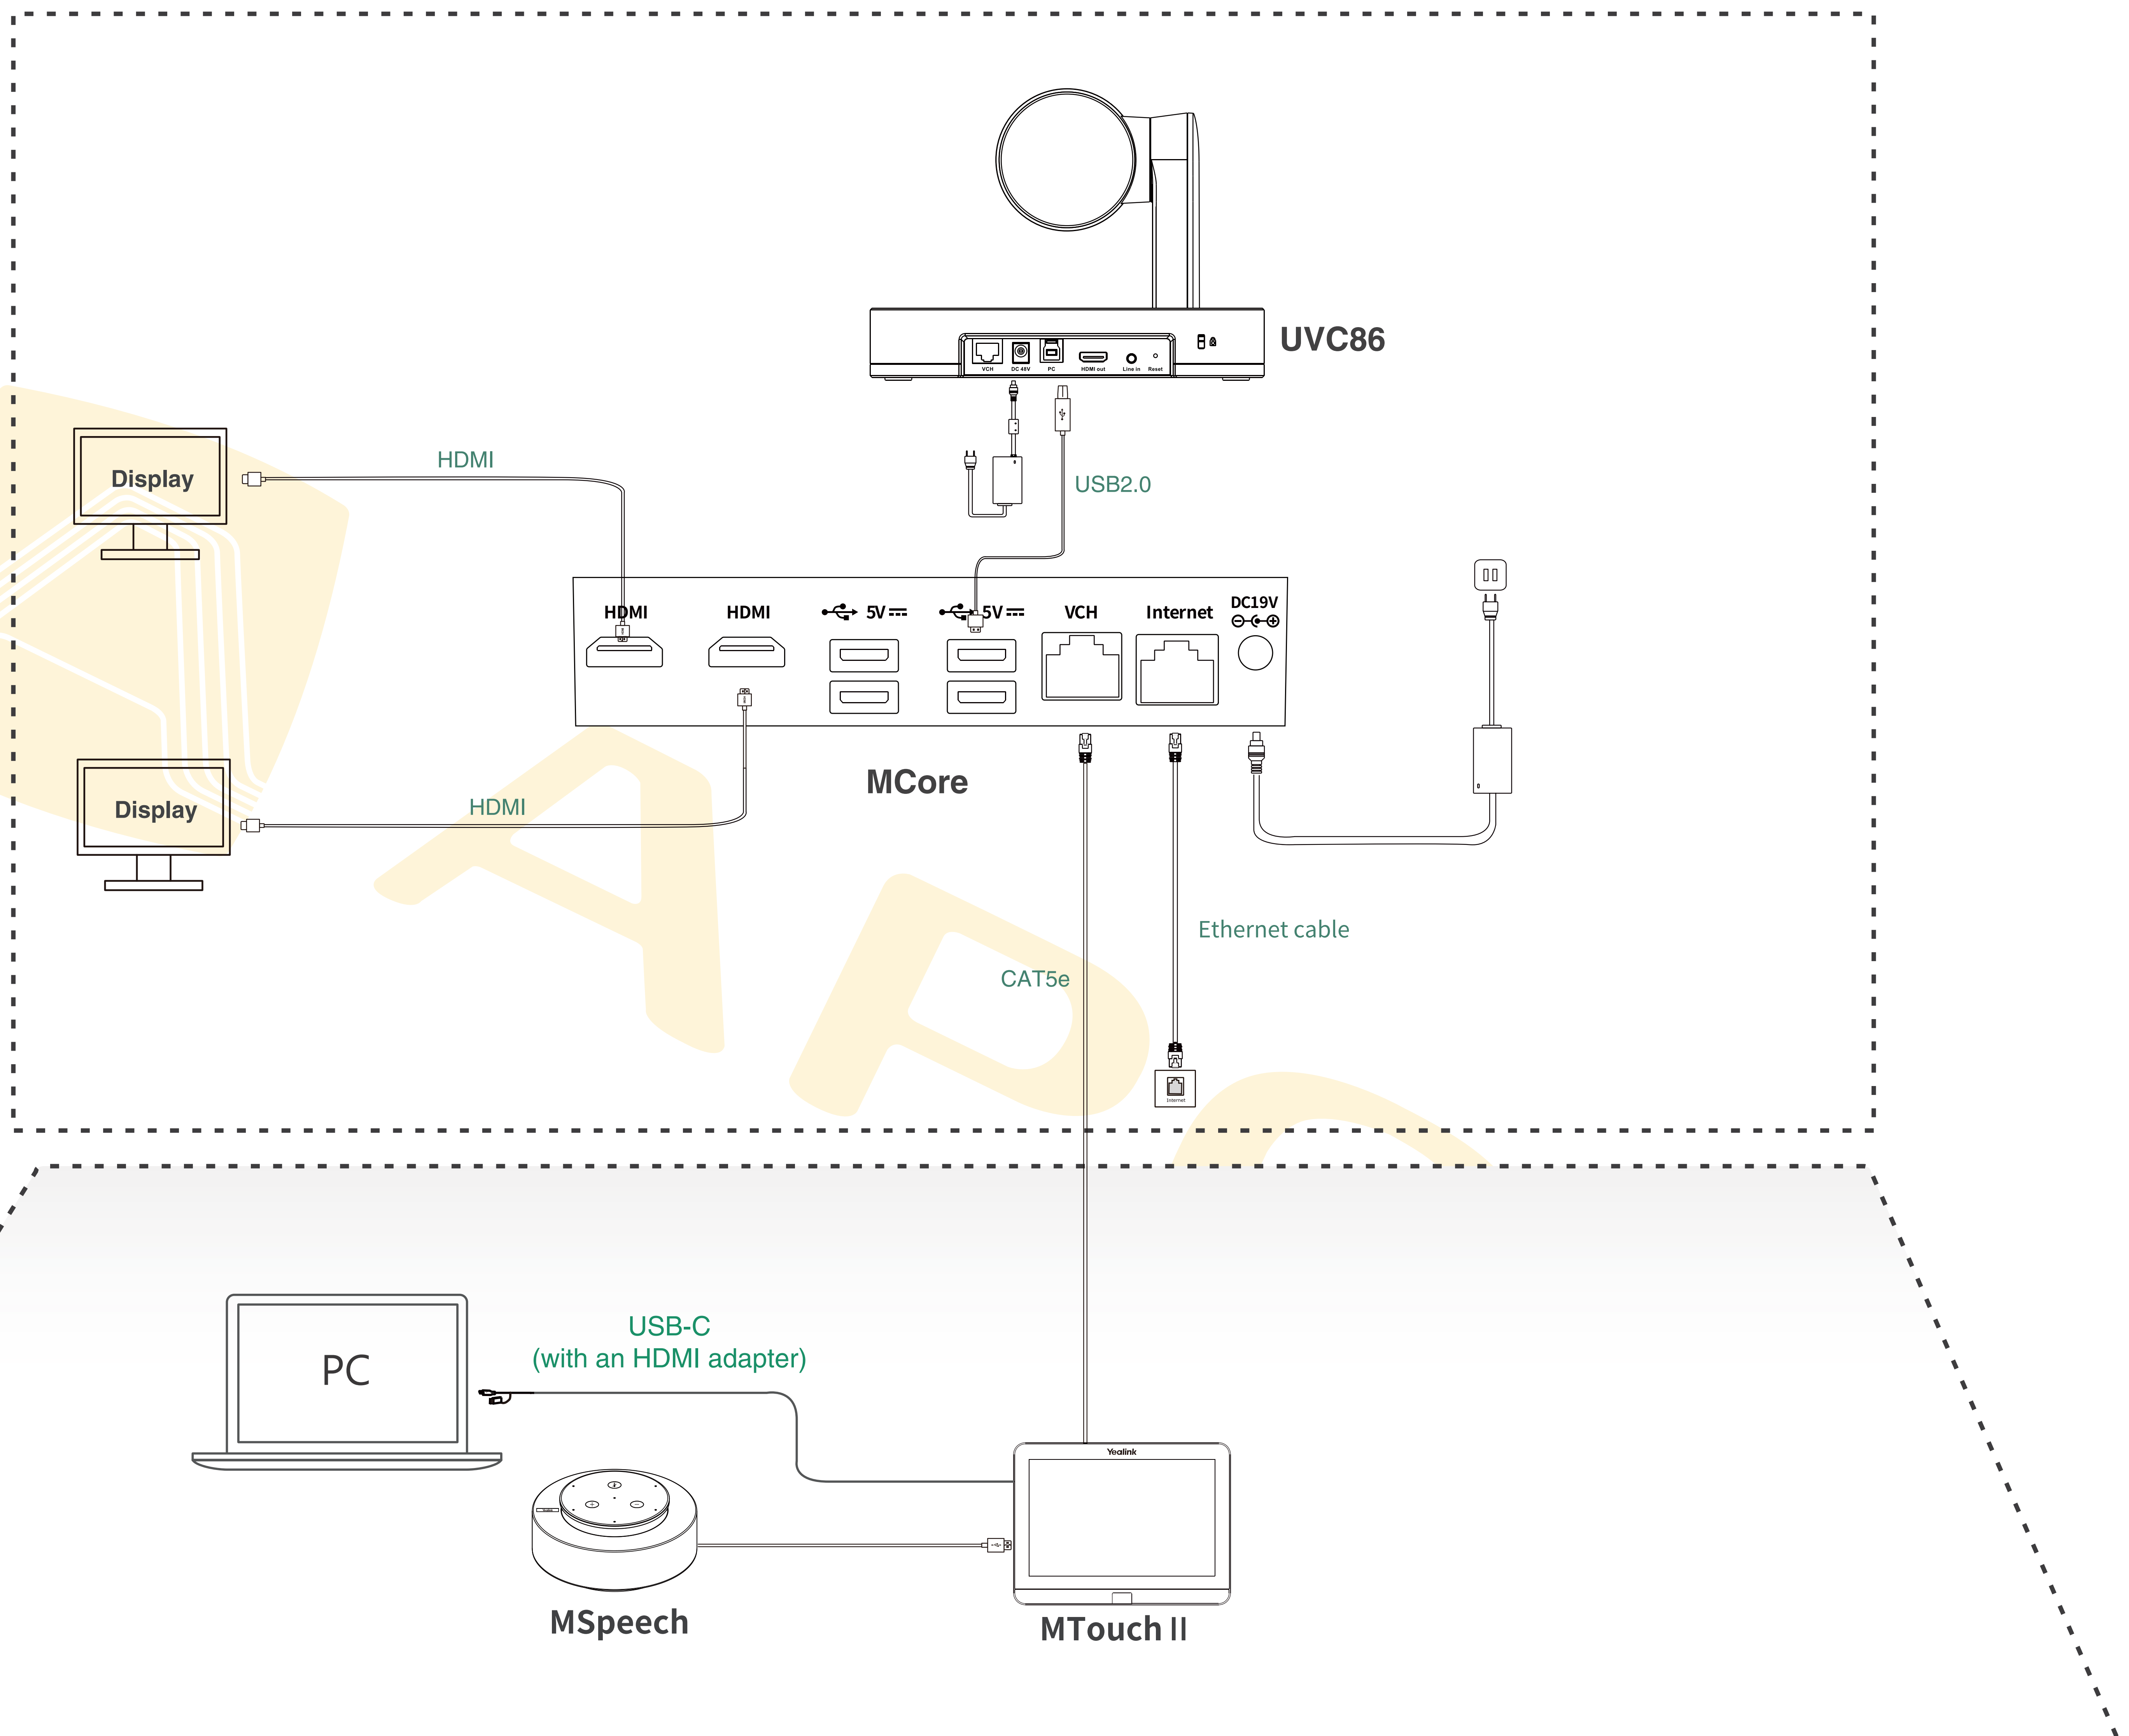 UVC86
VCH
DC 48V
PC
HDMI out
Line in
Reset
Display
HDMI
USB2.0
HDMI
HDMI
5V
5V
VCH
Internet
DC19V
MCore
Display
HDMI
Ethernet cable
CAT5e
Internet
USB-C
(with an HDMI adapter)
PC
Yealink
MSpeech
MTouch II